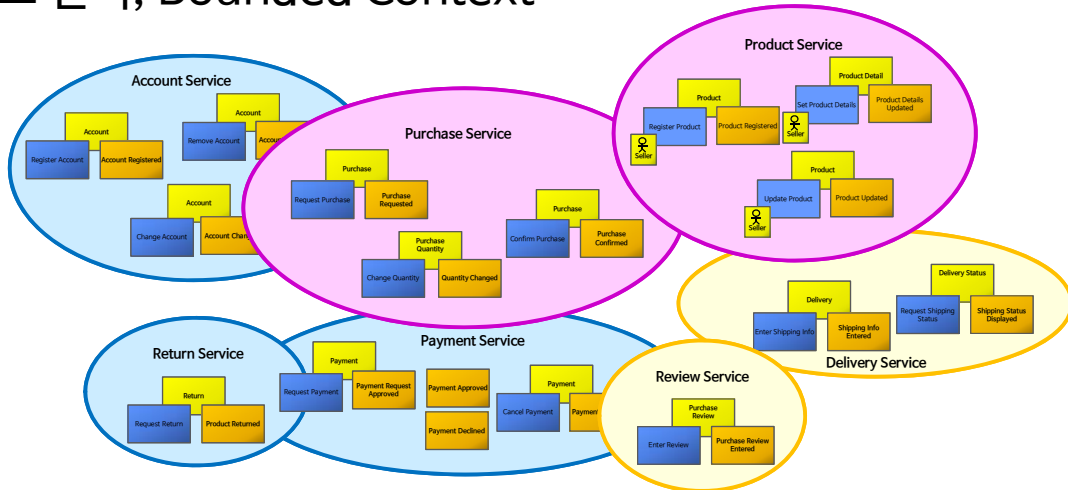 Bounded Context
Account Service
Account
Register Account
Account Registered
Account
Remove Account
Account
Change Account
Purchase Service
Purchase
Request Purchase
Purchase
Requested
Purchase
Confirm Purchase
Purchase
Confirmed
Purchase
Quantity
Change Quantity
Quantity Changed
Product Service
Product
Register Product
Product Registered
Seller
Product Detail
Set Product Details
Product Details
Updated
Seller
Product
Update Product
Product Updated
Seller
Delivery
Enter Shipping Info
Shipping Info
Entered
Delivery Status
Request Shipping
Status
Shipping Status
Displayed
Delivery Service
Return Service
Return
Request Return
Product Returned
Payment Service
Payment
Request Payment
Payment Request
Approved
Payment Approved
Payment Declined
Payment
Cancel Payment
Review Service
Purchase
Review
Enter Review
Purchase Review
Entered